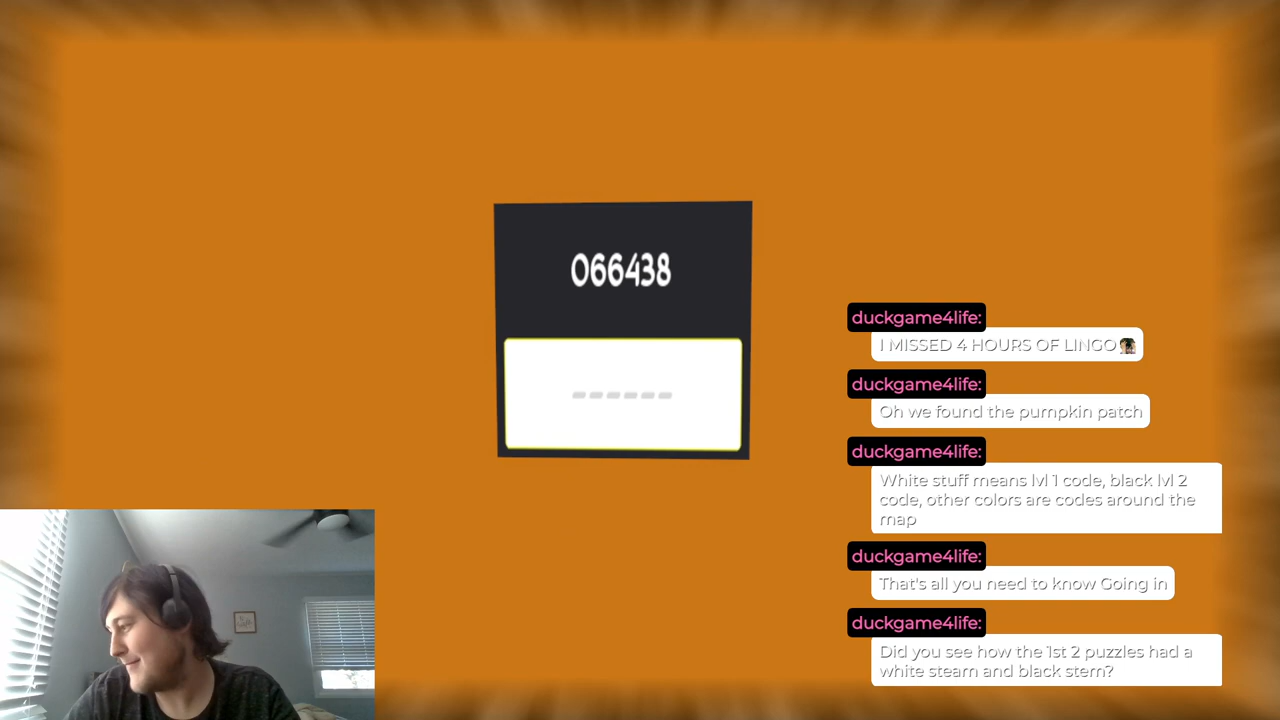 066438
duckgame4life:
I MISSED 4 HOURS OF LINGO
duckgame4life:
Oh we found the pumpkin patch
duckgame4life:
White stuff means lvl 1 code, black lvl 2
code, other colors are codes around the
map
duckgame4life:
That's all you need to know Going in
duckgame4life:
Did you see how the 1st 2 puzzles had a
white steam and black stem?